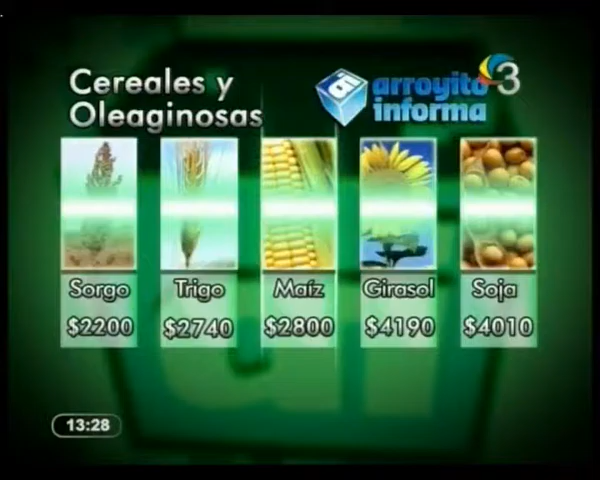 Cereales y
Oleaginosas
arroyito
informa
3
Sorgo
Trigo
Maíz
Girasol
Soja
$2200
$2740
$2800
$4190
$4010
13:28